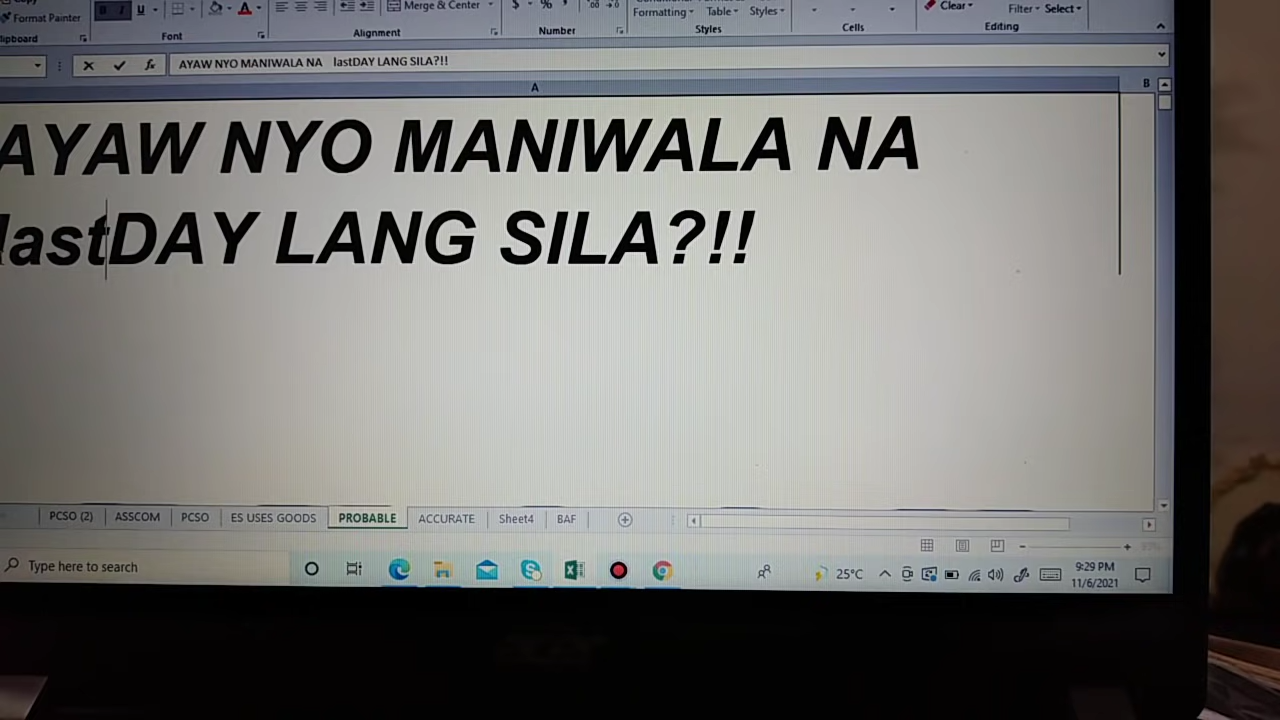 Format Painter
Merge & Center
$ %
Formatting Table Styles
Clear
Filter Select
Font
Alignment
Number
Styles
Cells
Editing
fx AYAW NYO MANIWALA NA lastDAY LANG SILA?!!
A B
AYAW NYO MANIWALA NA
lastDAY LANG SILA?!!
PCSO (2) ASSCOM PCSO ES USES GOODS PROBABLE ACCURATE Sheet4 BAF
Type here to search
25°C
9:29 PM
11/6/2021